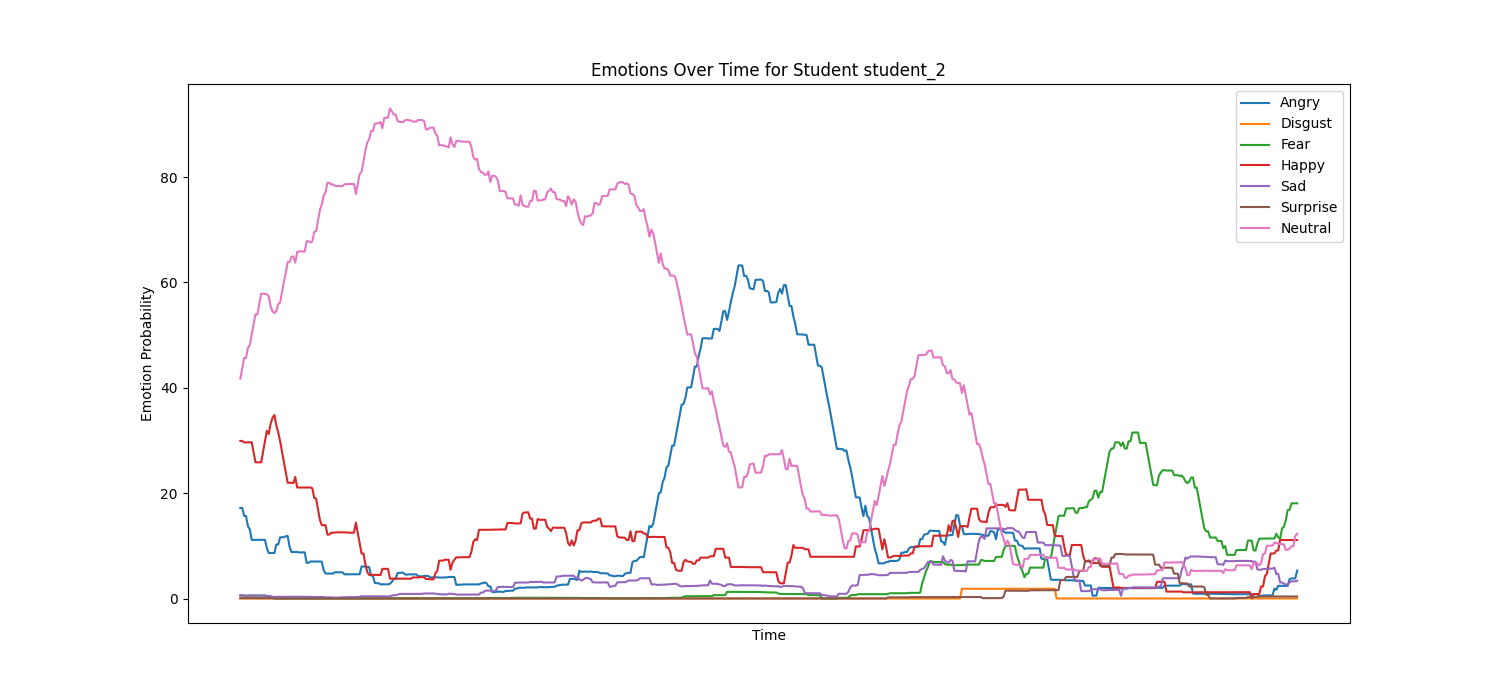 Emotions Over Time for Student student_2
Emotion Probability
80
60
40
20
0
Time
Angry
Disgust
Fear
Happy
Sad
Surprise
Neutral